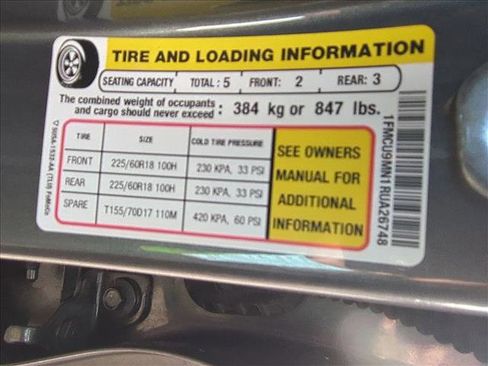 TIRE AND LOADING INFORMATION
SEATING CAPACITY TOTAL : 5 FRONT: 2 REAR: 3
The combined weight of occupants
and cargo should never exceed : 384 kg or 847 lbs.
TIRE SIZE COLD TIRE PRESSURE
FRONT 225/60R18 100H 230 KPA, 33 PSI
REAR 225/60R18 100H 230 KPA, 33 PSI
SPARE T155/70D17 110M 420 KPA, 60 PSI
SEE OWNERS
MANUAL FOR
ADDITIONAL
INFORMATION
1FMCU9MN1RUA26748